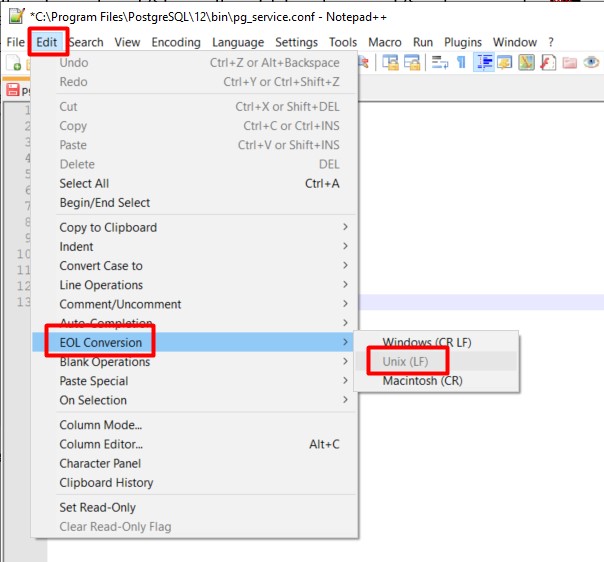 *C:\Program Files\PostgreSQL\12\bin\pg_service.conf - Notepad++
File Edit Search View Encoding Language Settings Tools Macro Run Plugins Window ?
Undo Ctrl+Z or Alt+Backspace
Redo Ctrl+Y or Ctrl+Shift+Z
Cut Ctrl+X or Shift+DEL
Copy Ctrl+C or Ctrl+INS
Paste Ctrl+V or Shift+INS
Delete DEL
Select All Ctrl+A
Begin/End Select
Copy to Clipboard
Indent
Convert Case to
Line Operations
Comment/Uncomment
Auto-Completion
EOL Conversion
Windows (CR LF)
Unix (LF)
Macintosh (CR)
Blank Operations
Paste Special
On Selection
Column Mode...
Column Editor... Alt+C
Character Panel
Clipboard History
Set Read-Only
Clear Read-Only Flag
1
2
3
4
5
6
7
8
9
10
11
12
13